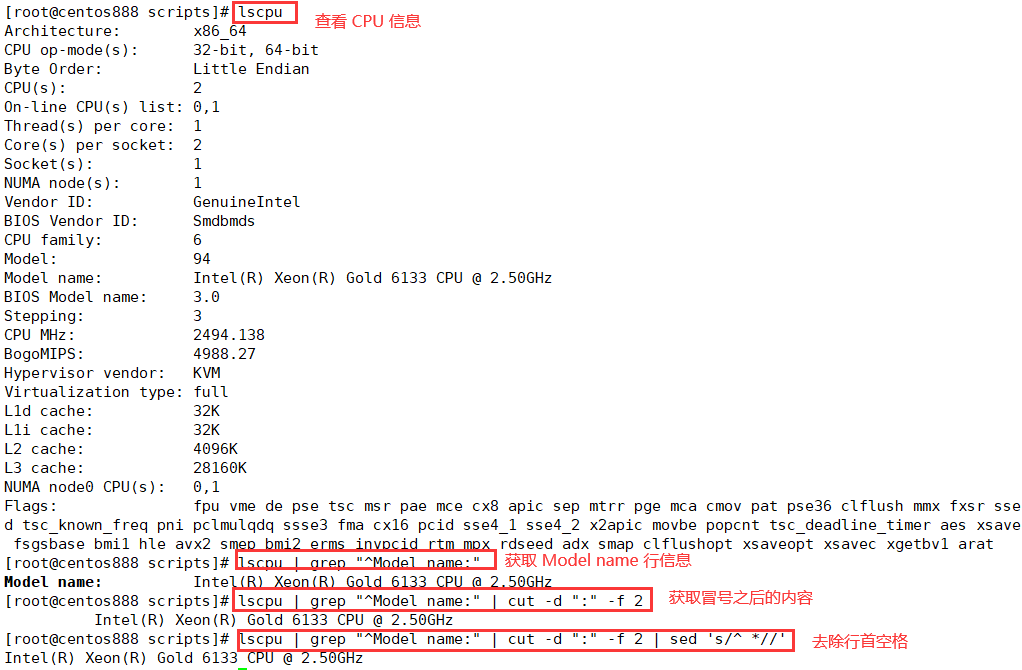 [root@centos888 scripts]# lscpu 查看 CPU 信息
Architecture: x86_64
CPU op-mode(s): 32-bit, 64-bit
Byte Order: Little Endian
CPU(s): 2
On-line CPU(s) list: 0,1
Thread(s) per core: 1
Core(s) per socket: 2
Socket(s): 1
NUMA node(s): 1
Vendor ID: GenuineIntel
BIOS Vendor ID: Smdbmds
CPU family: 6
Model: 94
Model name: Intel(R) Xeon(R) Gold 6133 CPU @ 2.50GHz
BIOS Model name: 3.0
Stepping: 3
CPU MHz: 2494.138
BogoMIPS: 4988.27
Hypervisor vendor: KVM
Virtualization type: full
L1d cache: 32K
L1i cache: 32K
L2 cache: 4096K
L3 cache: 28160K
NUMA node0 CPU(s): 0,1
Flags: fpu vme de pse tsc msr pae mce cx8 apic sep mtrr pge mca cmov pat pse36 clflush mmx fxsr sse
d tsc_known_freq pni pclmulqdq ssse3 fma cx16 pcid sse4_1 sse4_2 x2apic movbe popcnt tsc_deadline_timer aes xsave
fsgsbase bmi1 hle avx2 smep bmi2 erms invpcid rtm mpx rdseed adx smap clflushopt xsaveopt xsavec xgetbv1 arat
[root@centos888 scripts]# lscpu | grep "^Model name:" 获取 Model name 行信息
Model name: Intel(R) Xeon(R) Gold 6133 CPU @ 2.50GHz
[root@centos888 scripts]# lscpu | grep "^Model name:" | cut -d ":" -f 2 获取冒号之后的内容
Intel(R) Xeon(R) Gold 6133 CPU @ 2.50GHz
[root@centos888 scripts]# lscpu | grep "^Model name:" | cut -d ":" -f 2 | sed 's/^ *//' 去除行首空格
Intel(R) Xeon(R) Gold 6133 CPU @ 2.50GHz